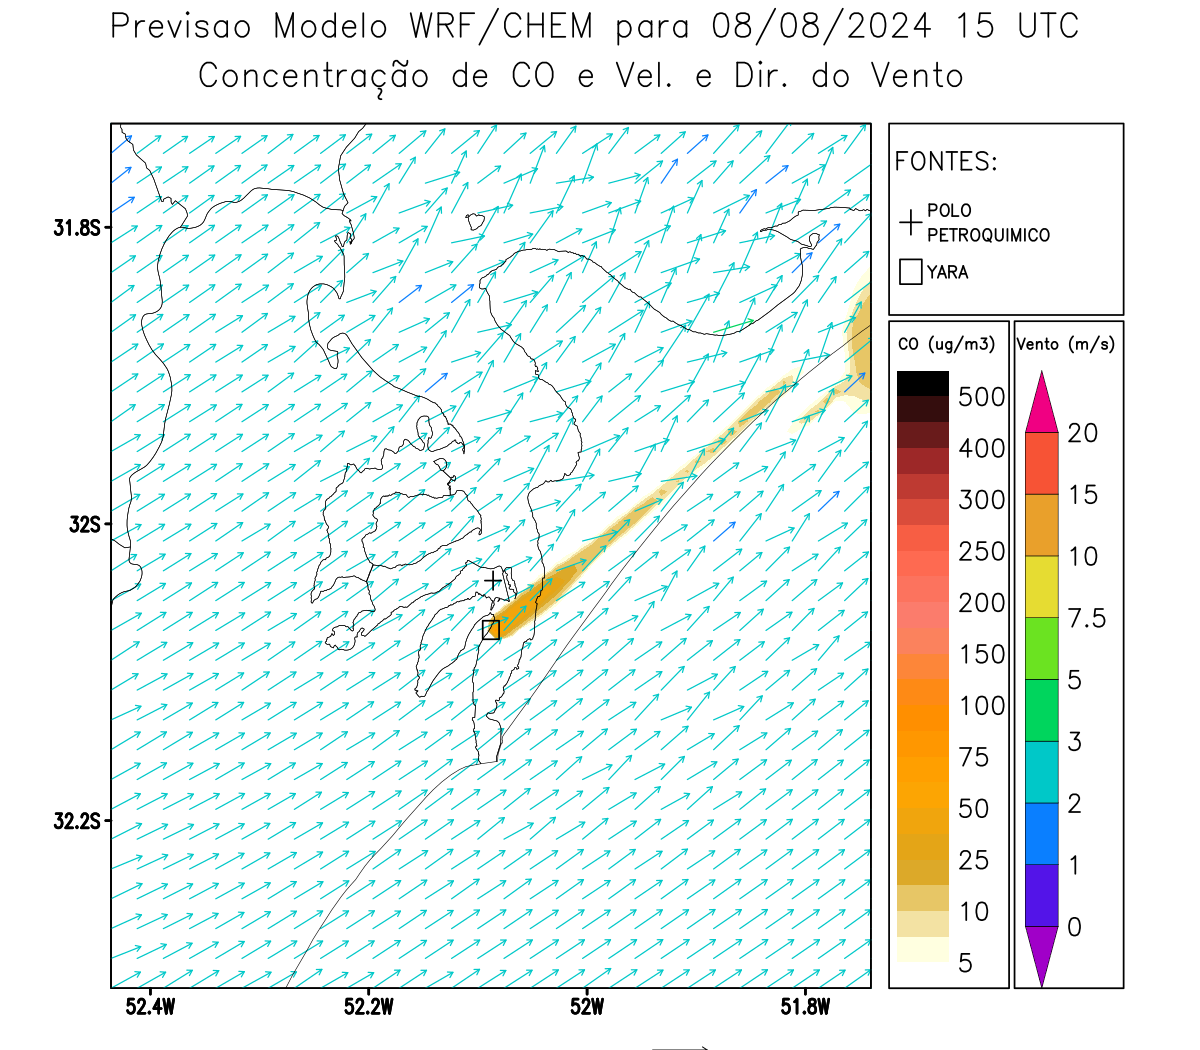 Previsao Modelo WRF/CHEM para 08/08/2024 15 UTC
Concentração de CO e Vel. e Dir. do Vento
FONTES:
POLO
PETROQUIMICO
YARA
CO (ug/m3)
500
400
300
250
200
150
100
75
50
25
10
5
Vento (m/s)
20
15
10
7.5
5
3
2
1
0
31.8S
32S
32.2S
52.4W
52.2W
52W
51.8W